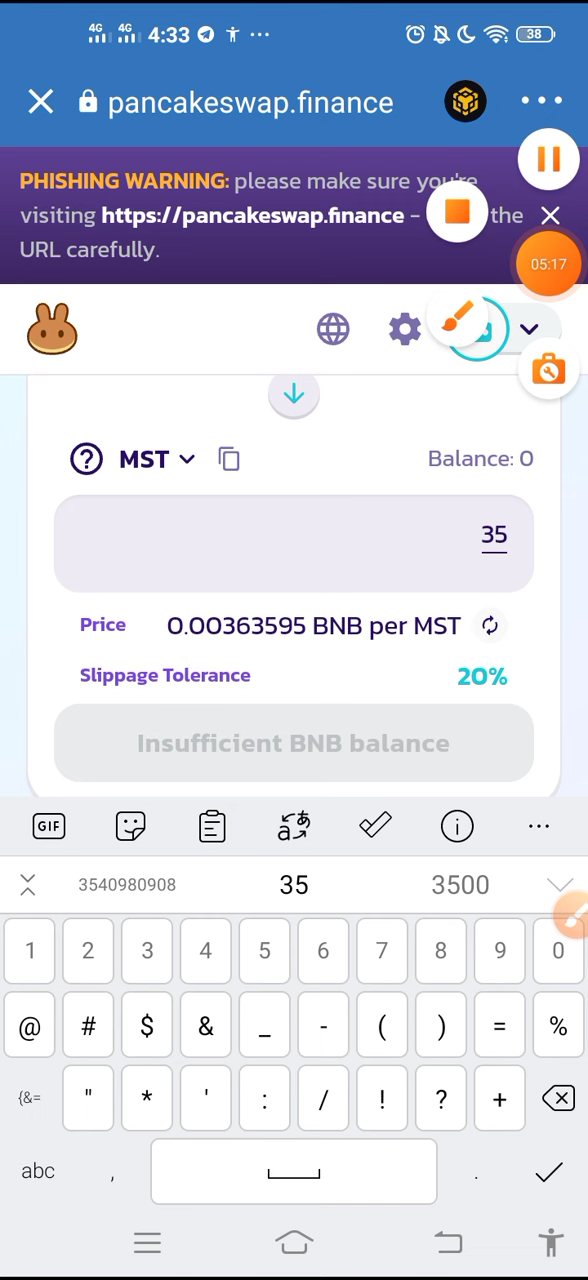 4G 4G 4:33 38
pancakeswap.finance
PHISHING WARNING: please make sure you're
visiting https://pancakeswap.finance - the
URL carefully.
05:17
MST Balance: 0
35
Price 0.00363595 BNB per MST
Slippage Tolerance 20%
Insufficient BNB balance
GIF
3540980908 35 3500
1 2 3 4 5 6 7 8 9 0
@ # $ & _ - ( ) = %
{&= " * ' : / ! ? +
abc , .